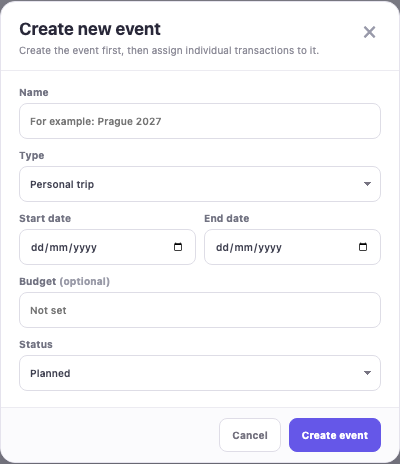 Create new event
Create the event first, then assign individual transactions to it.
Name
For example: Prague 2027
Type
Personal trip
Start date
End date
dd/mm/yyyy
dd/mm/yyyy
Budget (optional)
Not set
Status
Planned
Cancel
Create event